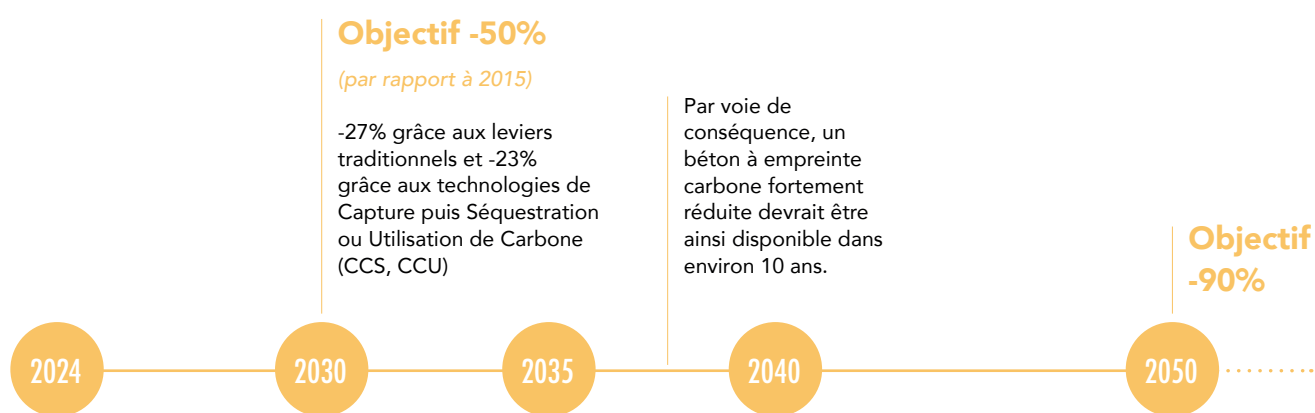 Objectif -50%
(par rapport à 2015)
-27% grâce aux leviers
traditionnels et -23%
grâce aux technologies de
Capture puis Séquestration
ou Utilisation de Carbone
(CCS, CCU)
Par voie de
conséquence, un
béton à empreinte
carbone fortement
réduite devrait être
ainsi disponible dans
environ 10 ans.
Objectif
-90%
2024
2030
2035
2040
2050